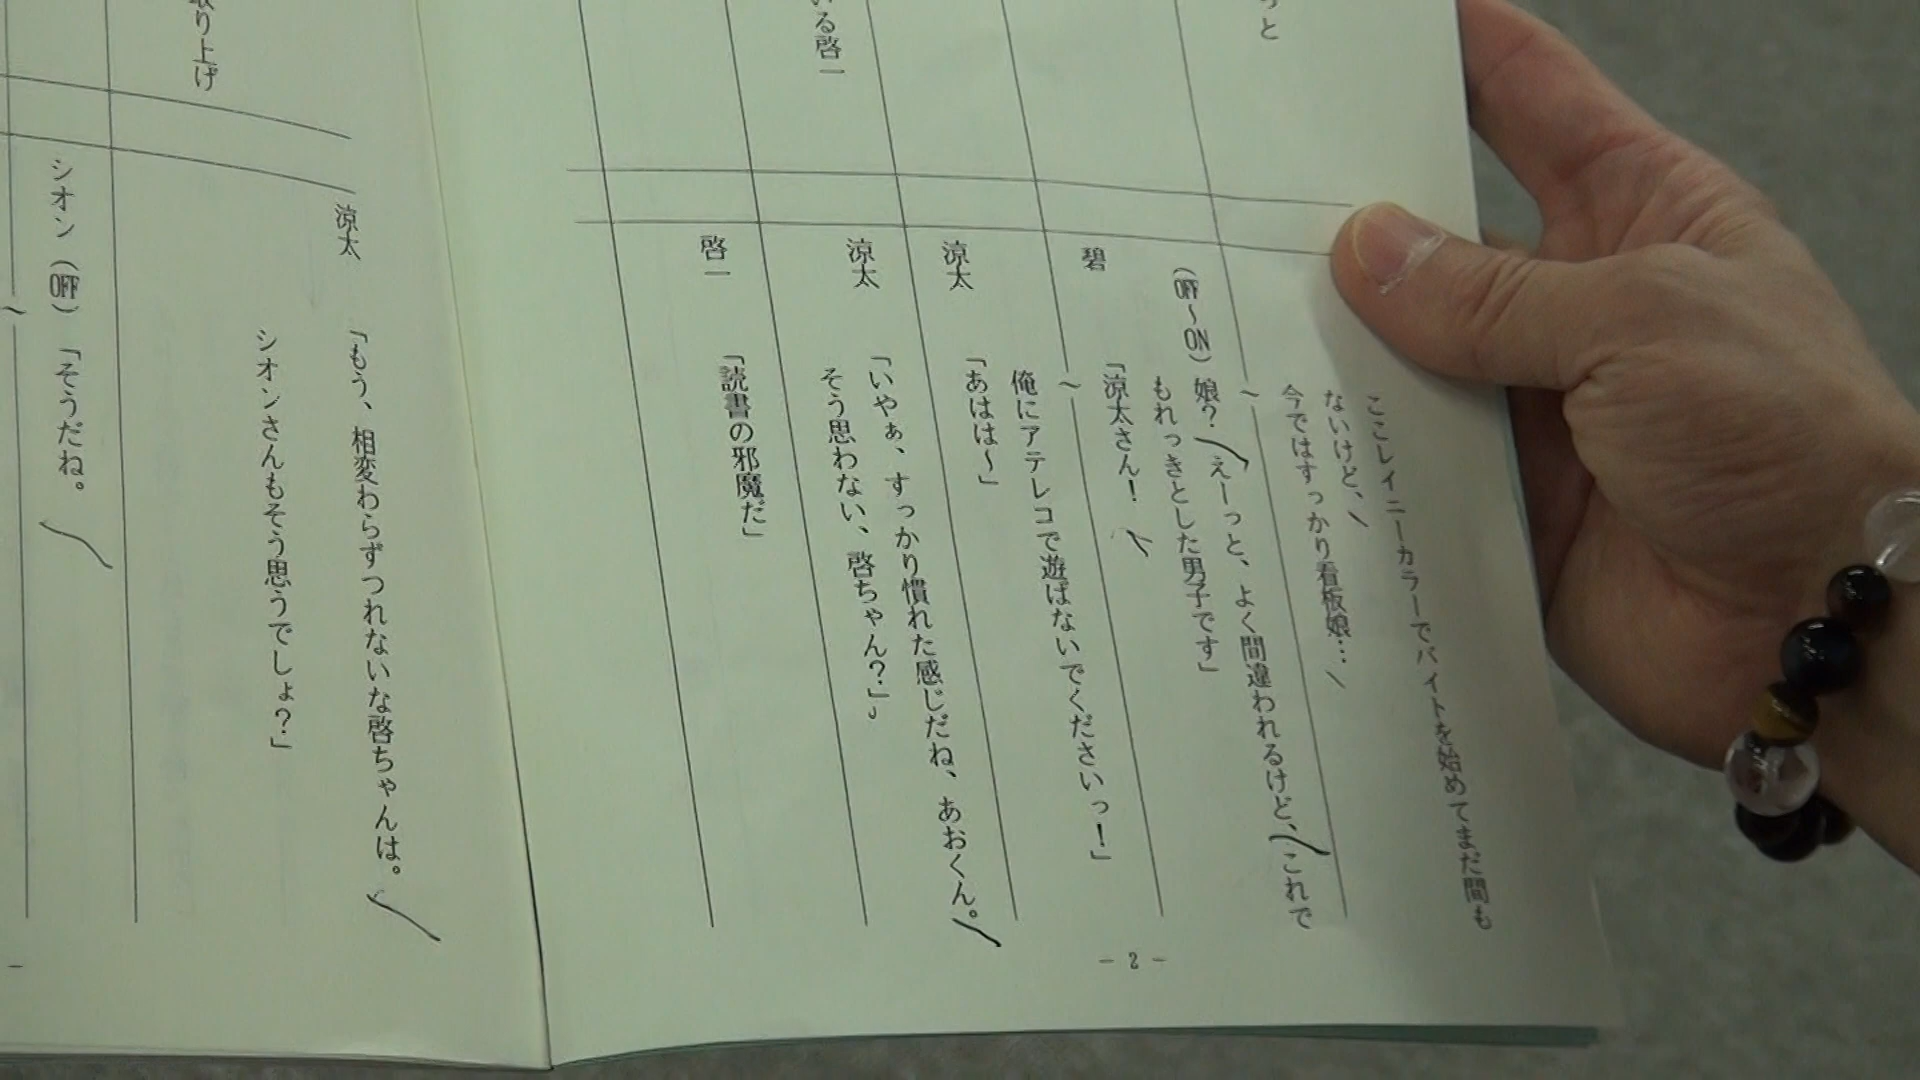 ここレイニーカラーでバイトを始めてまだ間も
ないけど、
今ではすっかり看板娘…
(OFF～ON) 娘？ えーっと、よく間違われるけど、これで
もれっきとした男子です」
碧 「涼太さん！
俺にアテレコで遊ばないでくださいっ！」
涼太 「あはは～」
涼太 「いやぁ、すっかり慣れた感じだね、あおくん。
そう思わない、啓ちゃん？」
いる啓一
啓一 「読書の邪魔だ」
－2－
涼太 「もう、相変わらずつれないな啓ちゃんは。
シオンさんもそう思うでしょ？」
取り上げ
シオン(OFF) 「そうだね。